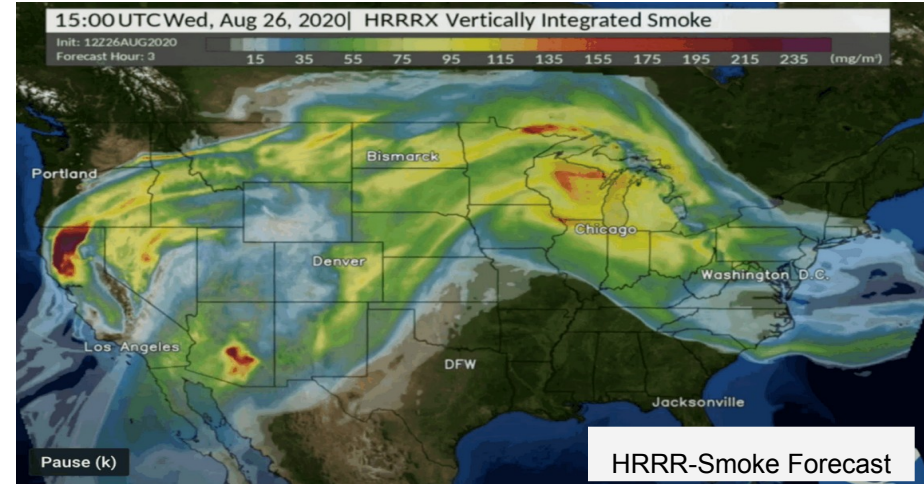 15:00 UTC Wed, Aug 26, 2020| HRRRX Vertically Integrated Smoke
Init: 12Z26AUG2020
Forecast Hour: 3
15 35 55 75 95 115 135 155 175 195 215 235 (mg/m²)
Portland
Bismarck
Chicago
Denver
Washington D.C.
Los Angeles
DFW
Jacksonville
Pause (k)
HRRR-Smoke Forecast